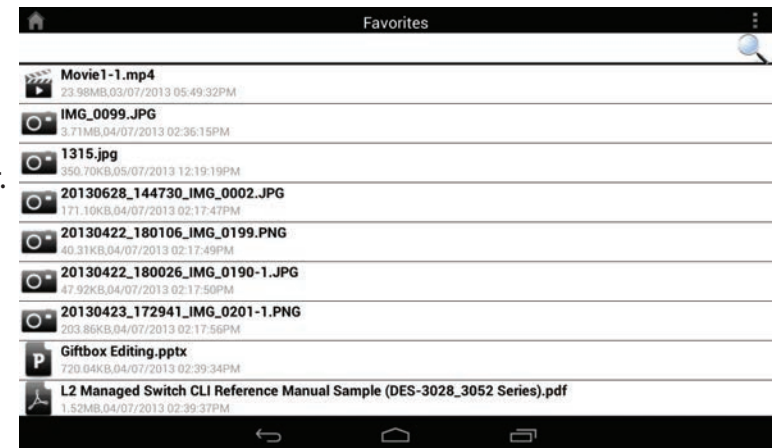 Favorites
Movie1-1.mp4
23.98MB,03/07/2013 05:49:32PM
IMG_0099.JPG
3.71MB,04/07/2013 02:36:15PM
1315.jpg
350.70KB,05/07/2013 12:19:19PM
20130628_144730_IMG_0002.JPG
171.10KB,04/07/2013 02:17:47PM
20130422_180106_IMG_0199.PNG
40.31KB,04/07/2013 02:17:49PM
20130422_180026_IMG_0190-1.JPG
47.92KB,04/07/2013 02:17:50PM
20130423_172941_IMG_0201-1.PNG
203.86KB,04/07/2013 02:17:56PM
P
Giftbox Editing.pptx
720.04KB,04/07/2013 02:39:34PM
L2 Managed Switch CLI Reference Manual Sample (DES-3028_3052 Series).pdf
1.52MB,04/07/2013 02:39:37PM